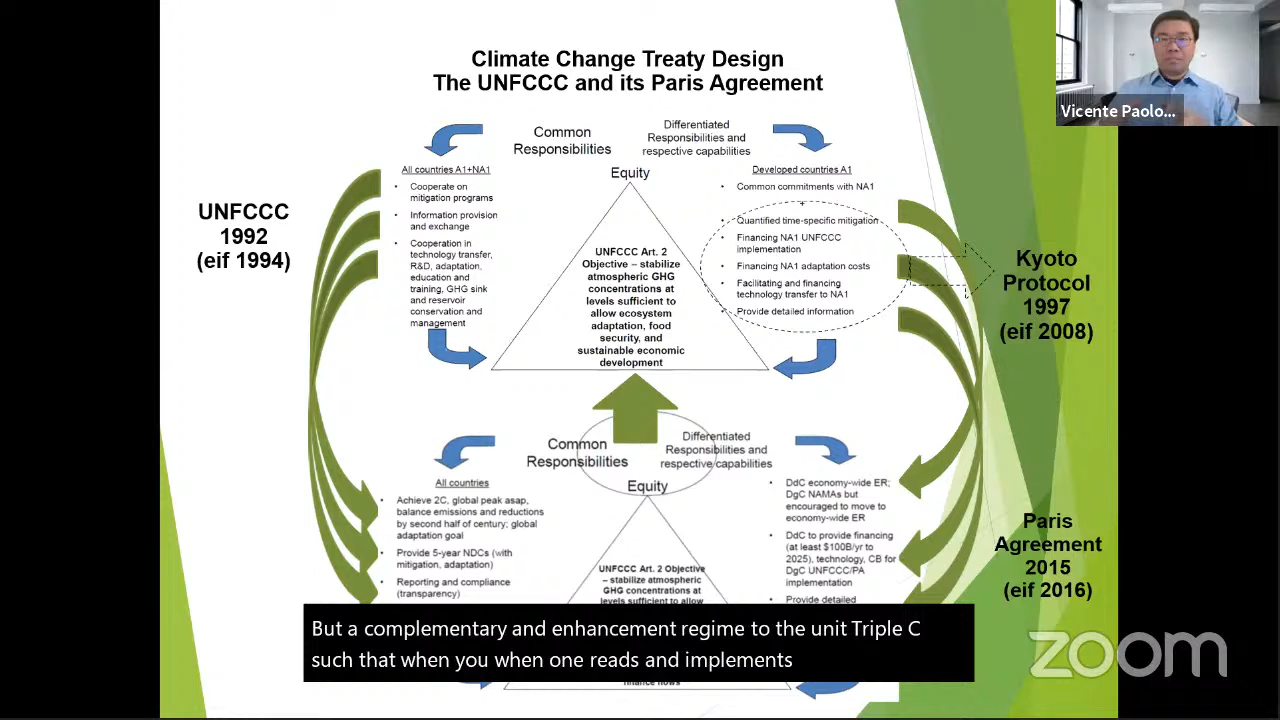 Climate Change Treaty Design
The UNFCCC and its Paris Agreement
Vicente Paolo...
Common
Responsibilities
Differentiated
Responsibilities and
respective capabilities
Equity
UNFCCC
1992
(eif 1994)
All countries A1+NA1
• Cooperate on
mitigation programs
• Information provision
and exchange
• Cooperation in
technology transfer,
R&D, adaptation,
education and
training, GHG sink
and reservoir
conservation and
management
UNFCCC Art. 2
Objective – stabilize
atmospheric GHG
concentrations at
levels sufficient to
allow ecosystem
adaptation, food
security, and
sustainable economic
development
Developed countries A1
• Common commitments with NA1
+
• Quantified time-specific mitigation
• Financing NA1 UNFCCC
implementation
• Financing NA1 adaptation costs
• Facilitating and financing
technology transfer to NA1
• Provide detailed information
Kyoto
Protocol
1997
(eif 2008)
Common
Responsibilities
Differentiated
Responsibilities and
respective capabilities
Equity
All countries
• Achieve 2C, global peak asap,
balance emissions and reductions
by second half of century; global
adaptation goal
• Provide 5-year NDCs (with
mitigation, adaptation)
• Reporting and compliance
(transparency)
UNFCCC Art. 2 Objective
– stabilize atmospheric
GHG concentrations at
levels sufficient to allow
• DdC economy-wide ER;
DgC NAMAs but
encouraged to move to
economy-wide ER
• DdC to provide financing
(at least $100B/yr to
2025), technology, CB for
DgC UNFCCC/PA
implementation
• Provide detailed
Paris
Agreement
2015
(eif 2016)
But a complementary and enhancement regime to the unit Triple C
such that when you when one reads and implements
zoom